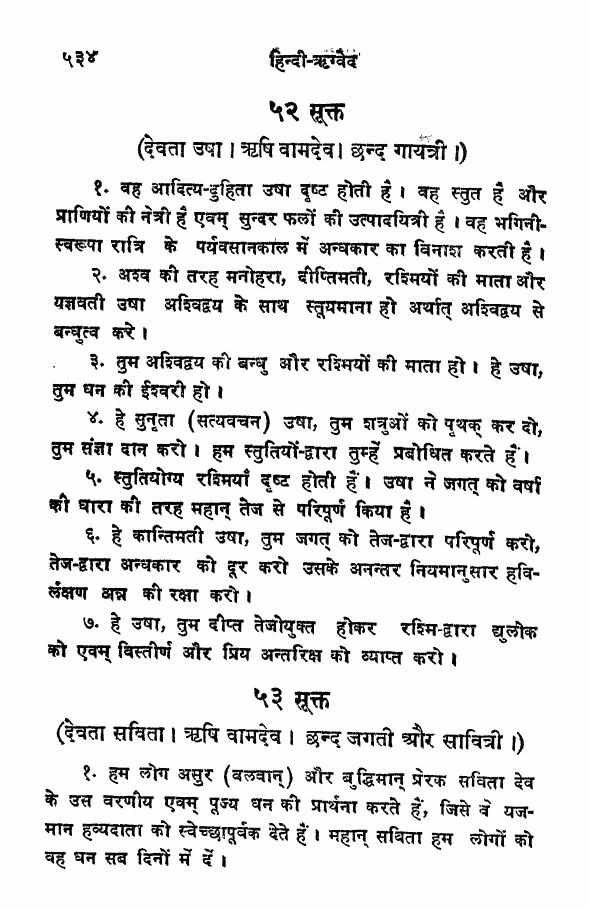 ५३४ हिन्दी-ऋग्वेद
५२ सूक्त
(देवता उषा। ऋषि वामदेव। छन्द गायत्री।)
१. वह आदित्य-दुहिता उषा दृष्ट होती है। वह स्तुत है और
प्राणियों की नेत्री है एवम् सुन्दर फलों की उत्पादयित्री है। वह भगिनी-
स्वरूपा रात्रि के पर्यवसानकाल में अन्धकार का विनाश करती है।
२. अश्व की तरह मनोहरा, दीप्तिमती, रश्मियों की माता और
यज्ञवती उषा अश्विद्वय के साथ स्तूयमाना हो अर्थात् अश्विद्वय से
बन्धुत्व करे।
३. तुम अश्विद्वय की बन्धु और रश्मियों की माता हो। हे उषा,
तुम धन की ईश्वरी हो।
४. हे सुनृता (सत्यवचन) उषा, तुम शत्रुओं को पृथक् कर दो,
तुम संज्ञा दान करो। हम स्तुतियों-द्वारा तुम्हें प्रबोधित करते हैं।
५. स्तुतियोग्य रश्मियाँ दृष्ट होती हैं। उषा ने जगत् को वर्षा
की धारा की तरह महान् तेज से परिपूर्ण किया है।
६. हे कान्तिमती उषा, तुम जगत् को तेज-द्वारा परिपूर्ण करो,
तेज-द्वारा अन्धकार को दूर करो उसके अनन्तर नियमानुसार हवि-
र्लक्षण अन्न की रक्षा करो।
७. हे उषा, तुम दीप्त तेजोयुक्त होकर रश्मि-द्वारा द्युलोक
को एवम् विस्तीर्ण और प्रिय अन्तरिक्ष को व्याप्त करो।
५३ सूक्त
(देवता सविता। ऋषि वामदेव। छन्द जगती और सावित्री।)
१. हम लोग असुर (बलवान्) और बुद्धिमान् प्रेरक सविता देव
के उस वरणीय एवम् पूज्य धन की प्रार्थना करते हैं, जिसे वे यज-
मान हव्यदाता को स्वेच्छापूर्वक देते हैं। महान् सविता हम लोगों को
वह धन सब दिनों में दें।